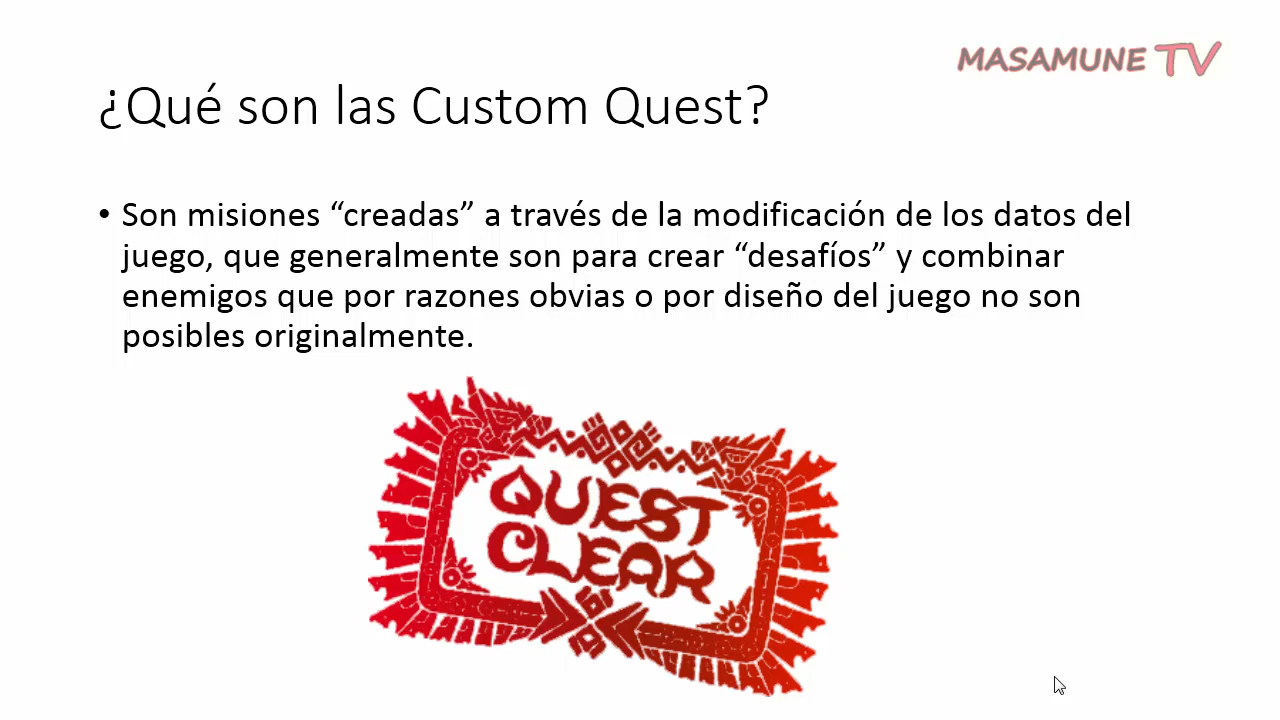 MASAMUNE TV
¿Qué son las Custom Quest?
• Son misiones “creadas” a través de la modificación de los datos del
juego, que generalmente son para crear “desafíos” y combinar
enemigos que por razones obvias o por diseño del juego no son
posibles originalmente.
QUEST
CLEAR